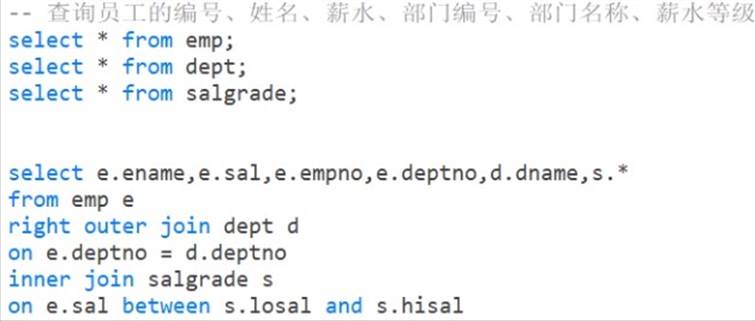 -- 查询员工的编号、姓名、薪水、部门编号、部门名称、薪水等级
select * from emp;
select * from dept;
select * from salgrade;
select e.ename,e.sal,e.empno,e.deptno,d.dname,s.*
from emp e
right outer join dept d
on e.deptno = d.deptno
inner join salgrade s
on e.sal between s.losal and s.hisal